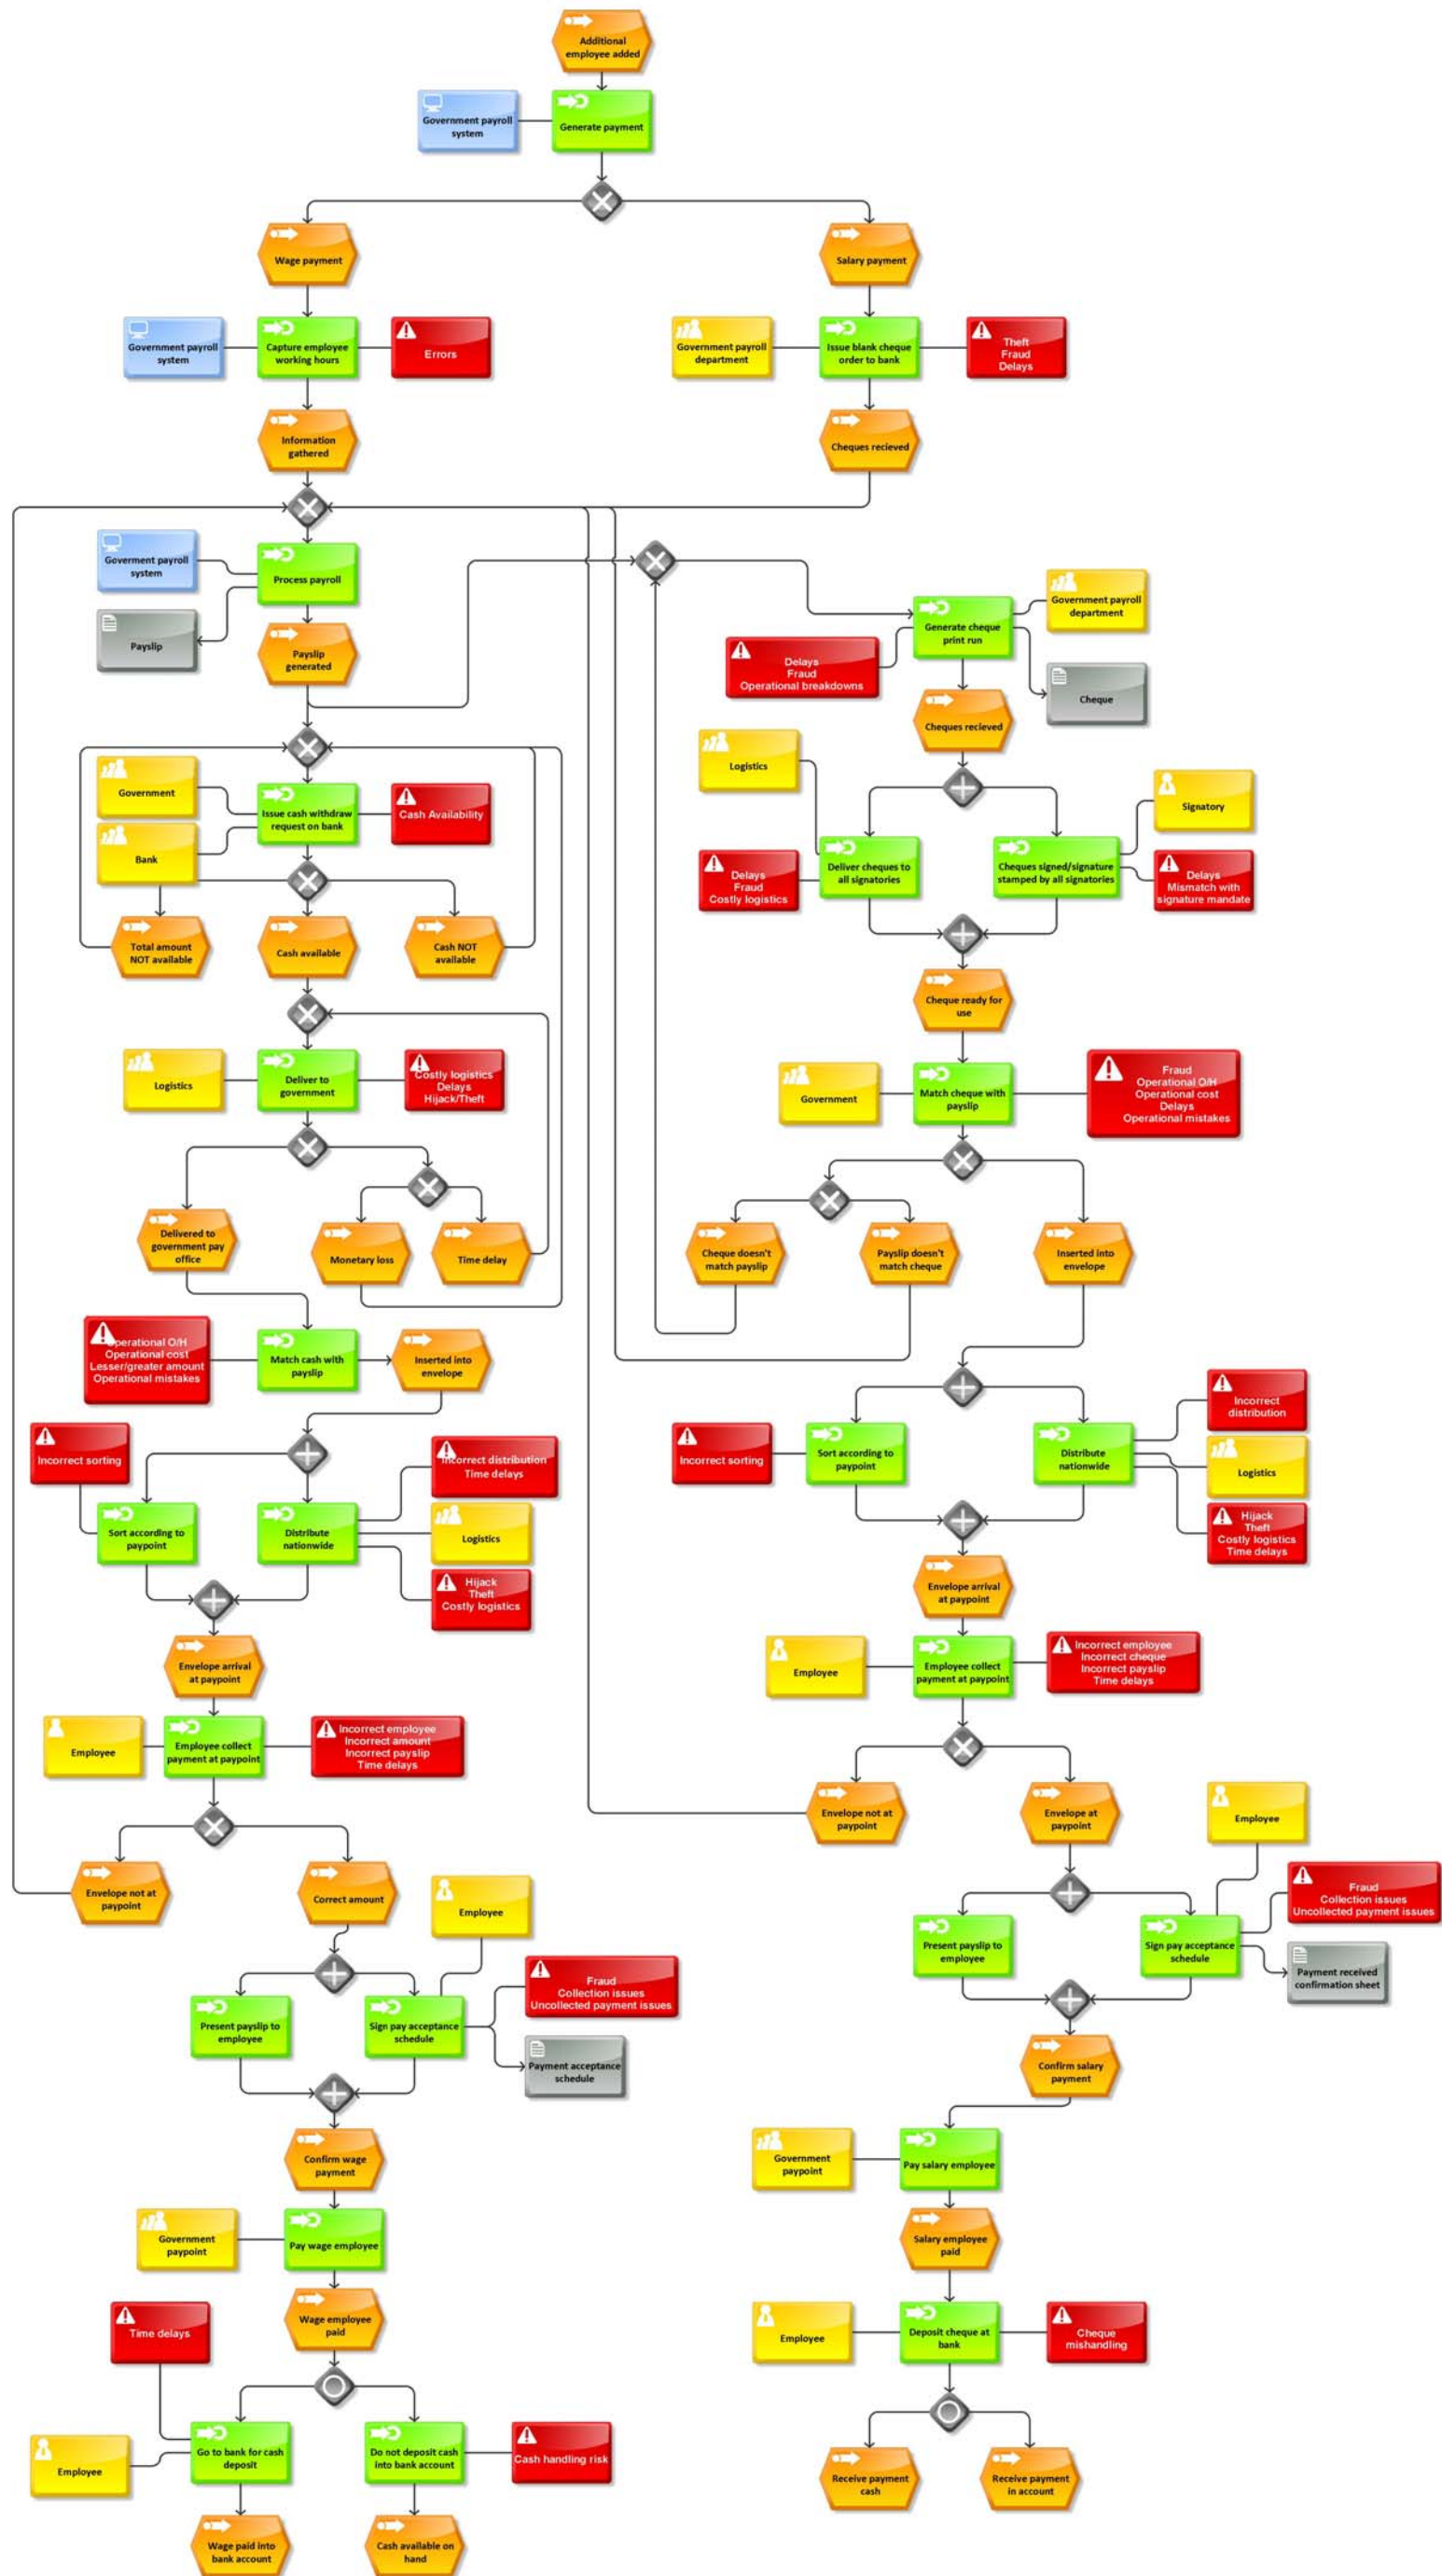 Additional
employee added
Government payroll
system
Generate payment
Wage payment
Salary payment
Government payroll
system
Capture employee
working hours
Errors
Government payroll
department
Issue blank cheque
order to bank
Theft
Fraud
Delays
Information
gathered
Cheques recieved
Goverment payroll
system
Process payroll
Payslip
Payslip
generated
Government payroll
department
Generate cheque
print run
Delays
Fraud
Operational breakdowns
Cheque
Cheques recieved
Government
Issue cash withdraw
request on bank
Cash Availability
Bank
Logistics
Signatory
Deliver cheques to
all signatories
Cheques signed/signature
stamped by all signatories
Delays
Fraud
Costly logistics
Delays
Mismatch with
signature mandate
Total amount
NOT available
Cash available
Cash NOT
available
Cheque ready for
use
Logistics
Deliver to
government
Costly logistics
Delays
Hijack/Theft
Government
Match cheque with
payslip
Fraud
Operational O/H
Operational cost
Delays
Operational mistakes
Delivered to
government pay
office
Monetary loss
Time delay
Cheque doesn't
match payslip
Payslip doesn't
match cheque
Inserted into
envelope
Operational O/H
Operational cost
Lesser/greater amount
Operational mistakes
Match cash with
payslip
Inserted into
envelope
Incorrect sorting
Incorrect distribution
Time delays
Sort according to
paypoint
Distribute
nationwide
Logistics
Hijack
Theft
Costly logistics
Incorrect sorting
Sort according to
paypoint
Distribute
nationwide
Incorrect
distribution
Logistics
Hijack
Theft
Costly logistics
Time delays
Envelope arrival
at paypoint
Envelope arrival
at paypoint
Employee
Employee collect
payment at paypoint
Incorrect employee
Incorrect cheque
Incorrect payslip
Time delays
Employee
Employee collect
payment at paypoint
Incorrect employee
Incorrect amount
Incorrect payslip
Time delays
Envelope not at
paypoint
Envelope at
paypoint
Employee
Envelope not at
paypoint
Correct amount
Employee
Fraud
Collection issues
Uncollected payment issues
Present payslip to
employee
Sign pay acceptance
schedule
Payment received
confirmation sheet
Fraud
Collection issues
Uncollected payment issues
Present payslip to
employee
Sign pay acceptance
schedule
Payment acceptance
schedule
Confirm salary
payment
Confirm wage
payment
Government
paypoint
Pay salary employee
Government
paypoint
Pay wage employee
Salary employee
paid
Wage employee
paid
Time delays
Employee
Deposit cheque at
bank
Cheque
mishandling
Employee
Go to bank for cash
deposit
Do not deposit cash
into bank account
Cash handling risk
Receive payment
cash
Receive payment
in account
Wage paid into
bank account
Cash available on
hand